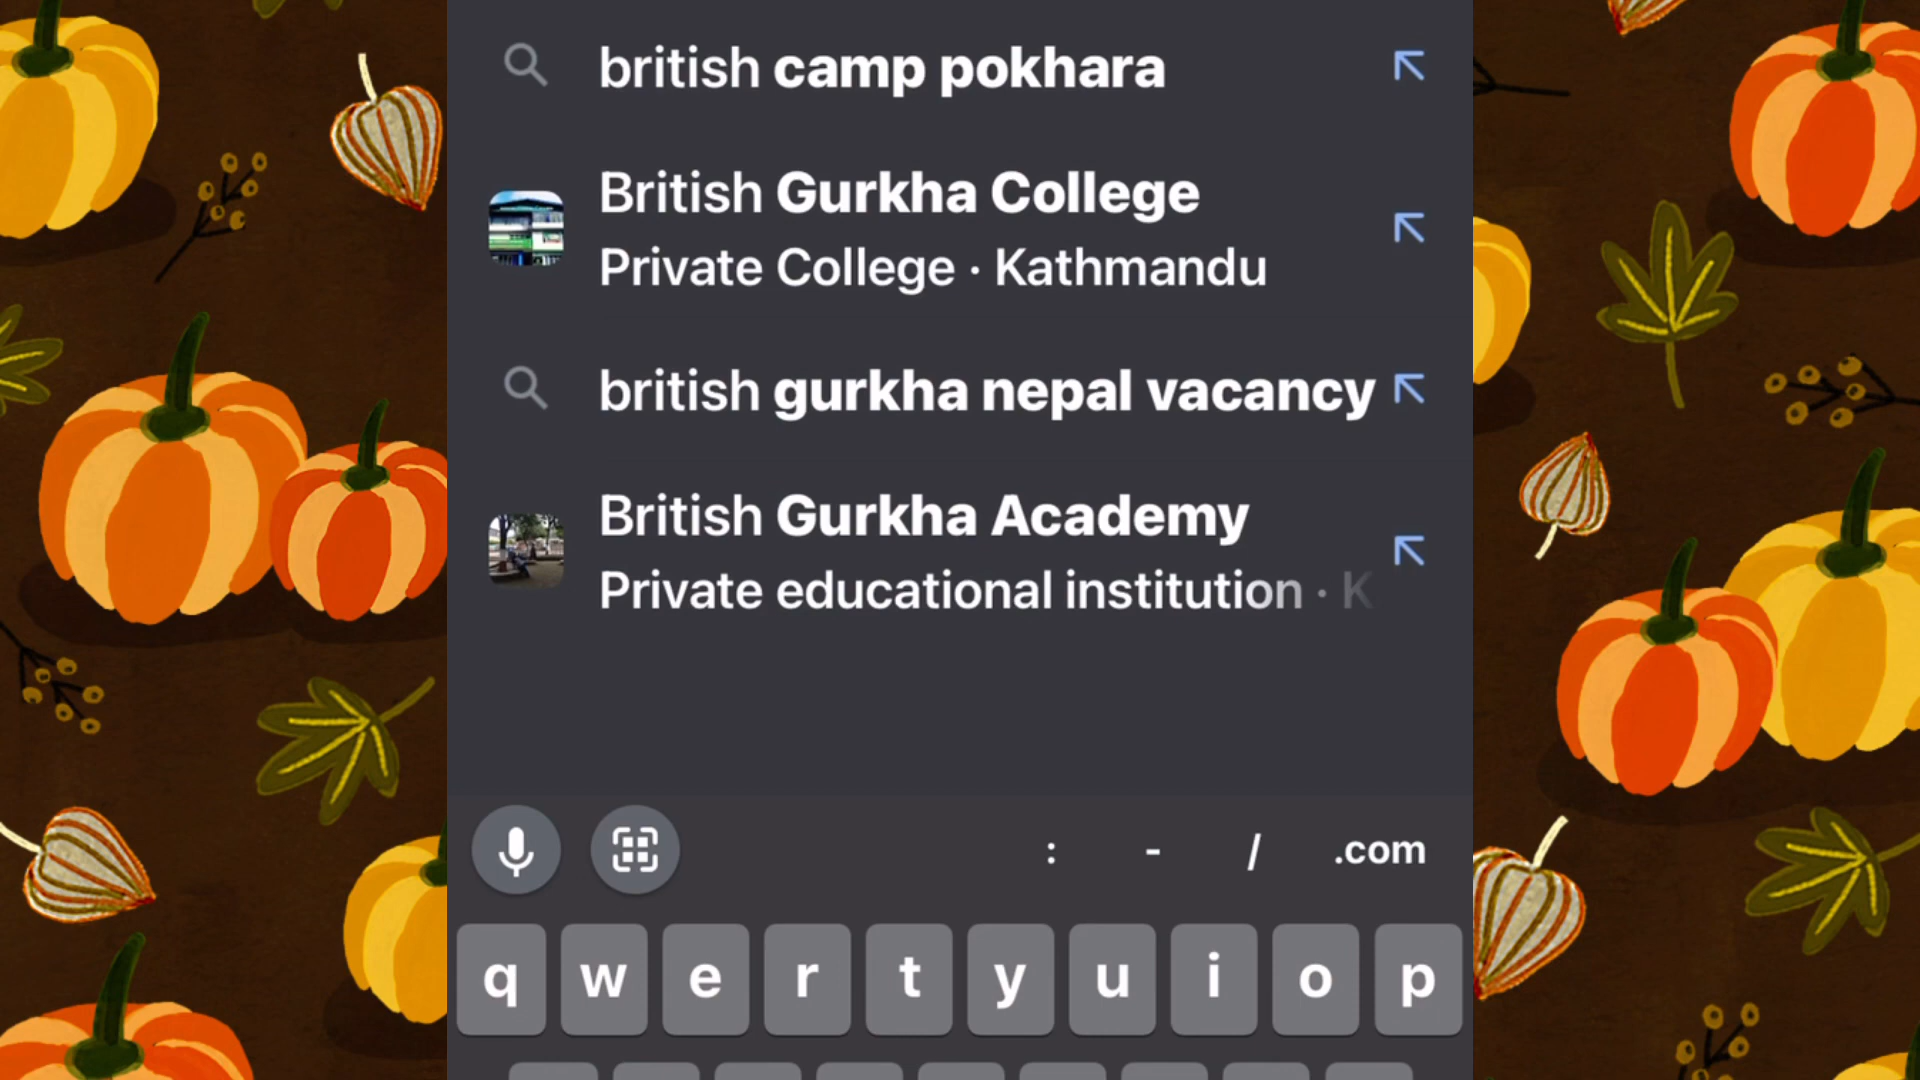 british camp pokhara
British Gurkha College
Private College · Kathmandu
british gurkha nepal vacancy
British Gurkha Academy
Private educational institution · K
: - / .com
q w e r t y u i o p